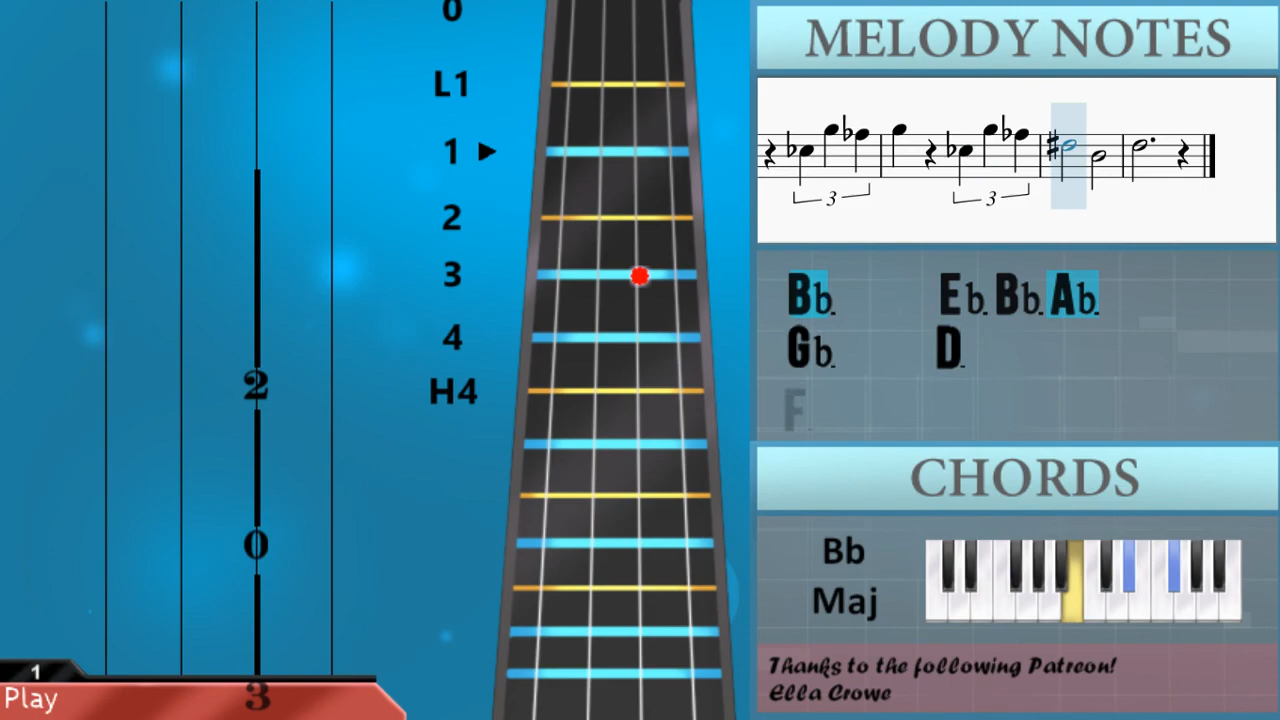 0
L1
1
2
3
4
H4
2
0
1
Play
3
MELODY NOTES
3
3
Bb. Eb. Bb. Ab.
Gb. D.
F.
CHORDS
Bb
Maj
Thanks to the following Patreon!
Ella Crowe